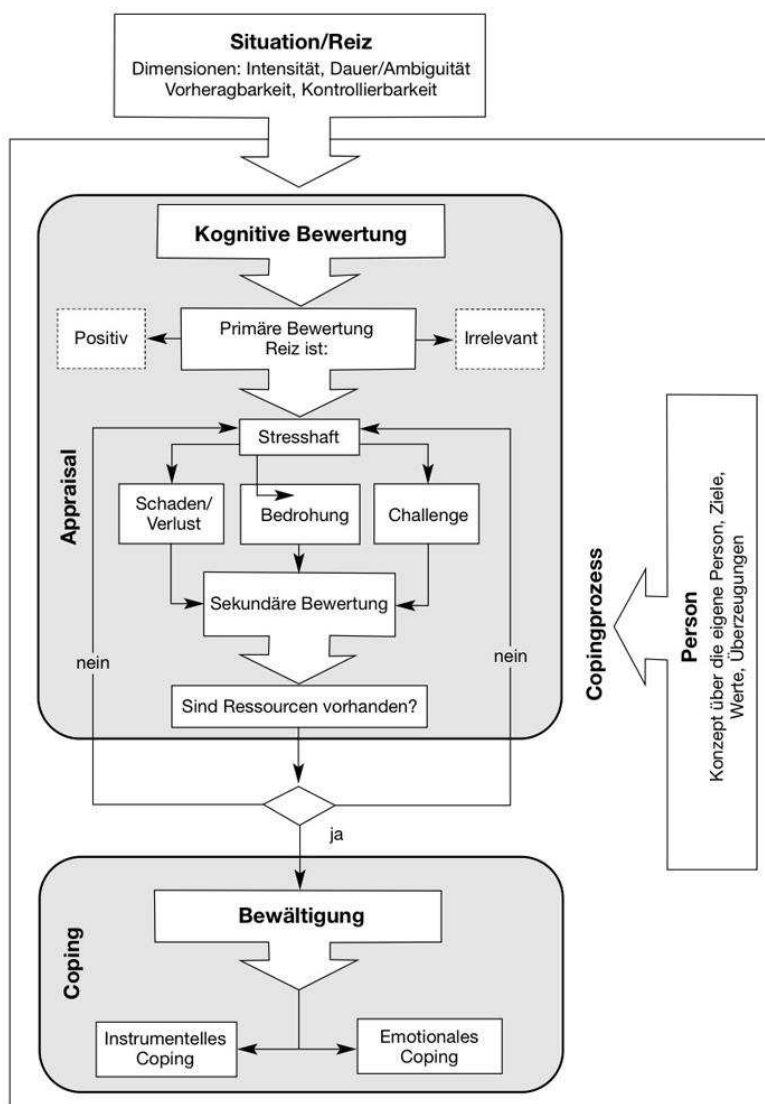 Situation/Reiz
Dimensionen: Intensität, Dauer/Ambiguität
Vorheragbarkeit, Kontrollierbarkeit
Kognitive Bewertung
Positiv
Primäre Bewertung
Reiz ist:
Irrelevant
Stresshaft
Appraisal
Schaden/
Verlust
Bedrohung
Challenge
Sekundäre Bewertung
nein
nein
Sind Ressourcen vorhanden?
ja
Copingprozess
Person
Konzept über die eigene Person, Ziele,
Werte, Überzeugungen
Coping
Bewältigung
Instrumentelles
Coping
Emotionales
Coping